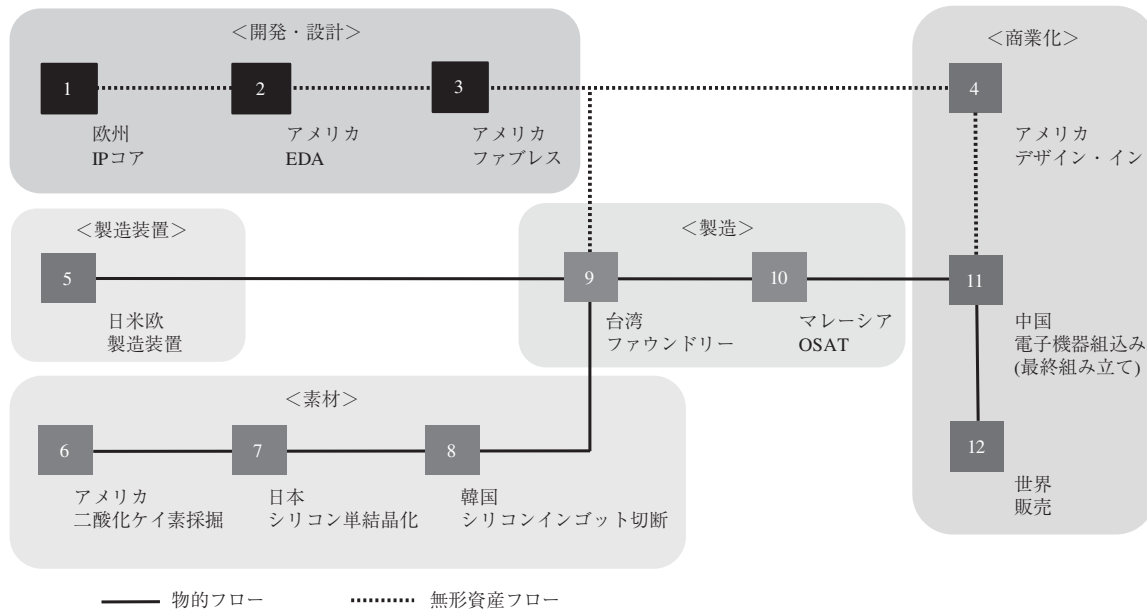 <開発・設計>
1
欧州
IPコア
2
アメリカ
EDA
3
アメリカ
ファブレス
<商業化>
4
アメリカ
デザイン・イン
<製造装置>
5
日米欧
製造装置
<製造>
9
台湾
ファウンドリー
10
マレーシア
OSAT
11
中国
電子機器組込み
(最終組み立て)
<素材>
6
アメリカ
二酸化ケイ素採掘
7
日本
シリコン単結晶化
8
韓国
シリコンインゴット切断
12
世界
販売
物的フロー
無形資産フロー